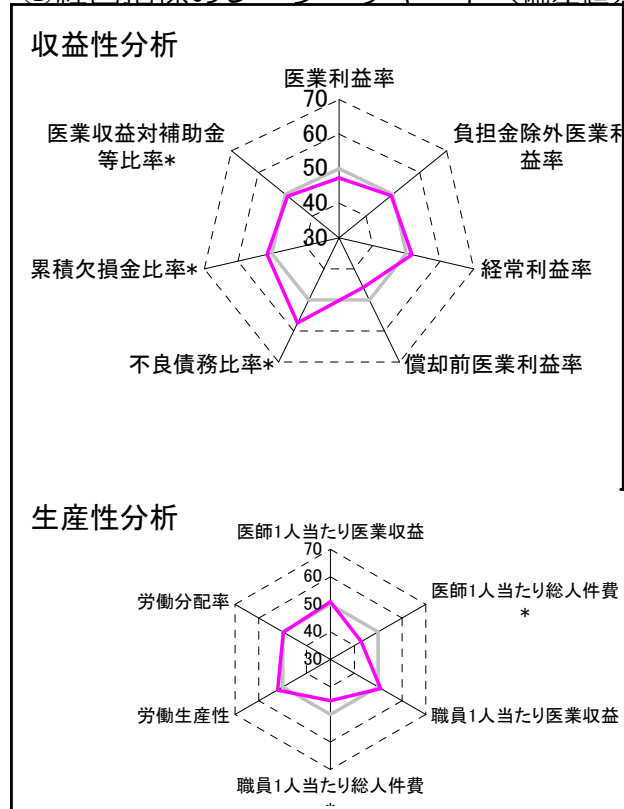 収益性分析
医業利益率
70
60
50
40
30
医業収益対補助金
等比率*
負担金除外医業利
益率
累積欠損金比率*
経常利益率
不良債務比率*
償却前医業利益率
生産性分析
医師1人当たり医業収益
70
60
50
40
30
労働分配率
医師1人当たり総人件費
*
労働生産性
職員1人当たり医業収益
職員1人当たり総人件費
*